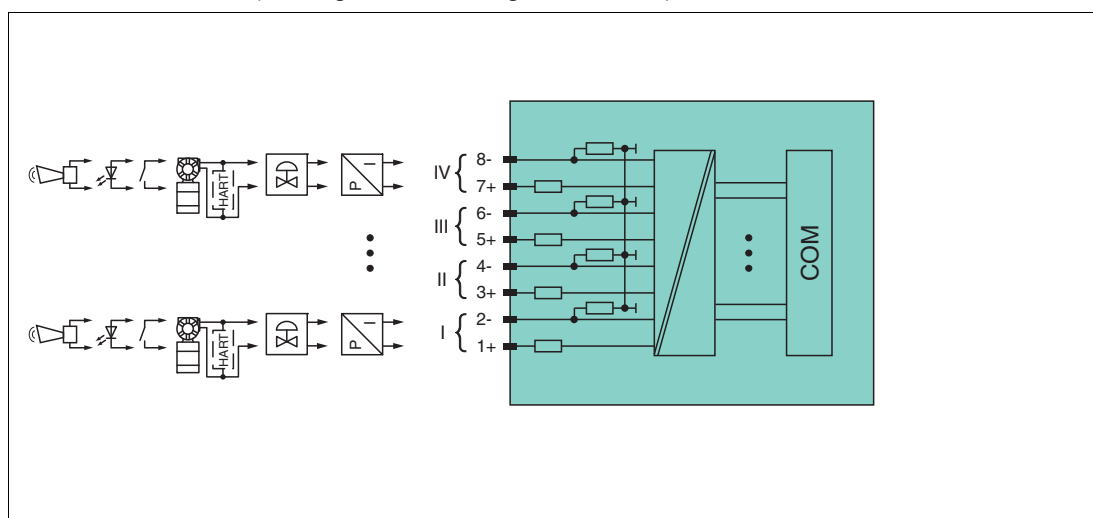 HART
P I
IV
8-
7+
III
6-
5+
II
4-
3+
I
2-
1+
COM
HART
P I